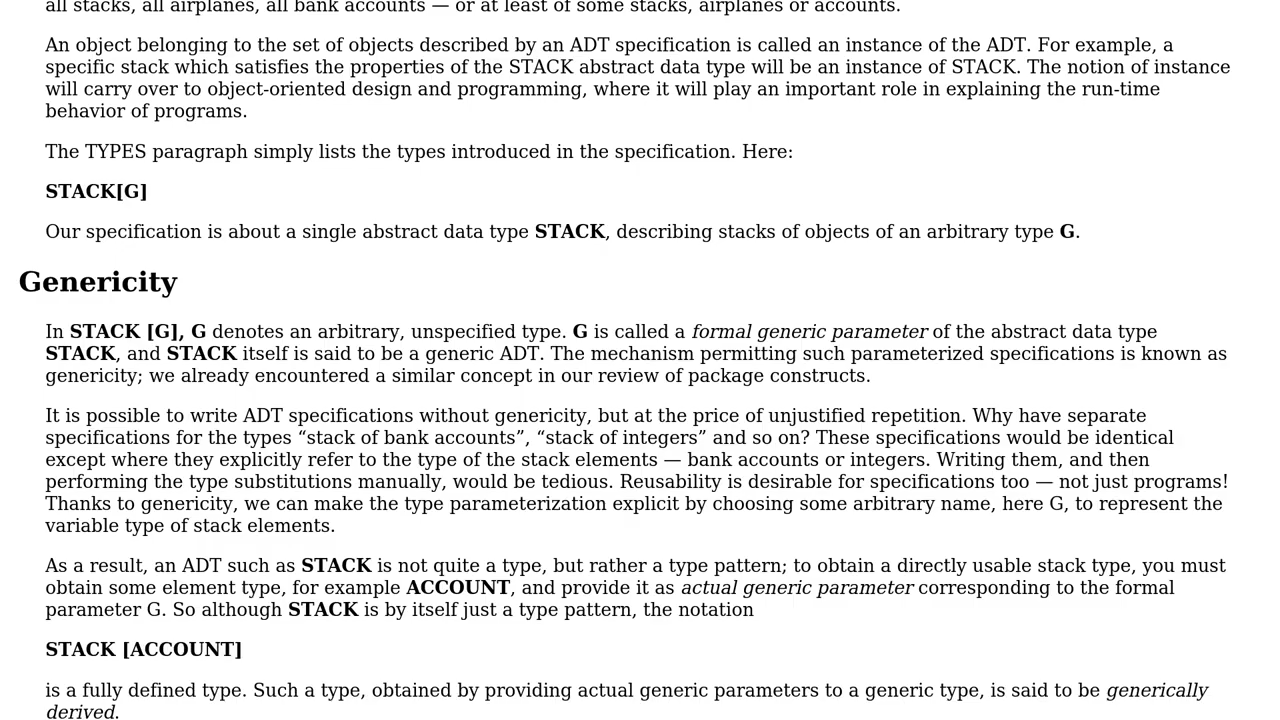 all stacks, all airplanes, all bank accounts — or at least of some stacks, airplanes or accounts.
An object belonging to the set of objects described by an ADT specification is called an instance of the ADT. For example, a
specific stack which satisfies the properties of the STACK abstract data type will be an instance of STACK. The notion of instance
will carry over to object-oriented design and programming, where it will play an important role in explaining the run-time
behavior of programs.
The TYPES paragraph simply lists the types introduced in the specification. Here:
STACK[G]
Our specification is about a single abstract data type STACK, describing stacks of objects of an arbitrary type G.
Genericity
In STACK [G], G denotes an arbitrary, unspecified type. G is called a formal generic parameter of the abstract data type
STACK, and STACK itself is said to be a generic ADT. The mechanism permitting such parameterized specifications is known as
genericity; we already encountered a similar concept in our review of package constructs.
It is possible to write ADT specifications without genericity, but at the price of unjustified repetition. Why have separate
specifications for the types “stack of bank accounts”, “stack of integers” and so on? These specifications would be identical
except where they explicitly refer to the type of the stack elements — bank accounts or integers. Writing them, and then
performing the type substitutions manually, would be tedious. Reusability is desirable for specifications too — not just programs!
Thanks to genericity, we can make the type parameterization explicit by choosing some arbitrary name, here G, to represent the
variable type of stack elements.
As a result, an ADT such as STACK is not quite a type, but rather a type pattern; to obtain a directly usable stack type, you must
obtain some element type, for example ACCOUNT, and provide it as actual generic parameter corresponding to the formal
parameter G. So although STACK is by itself just a type pattern, the notation
STACK [ACCOUNT]
is a fully defined type. Such a type, obtained by providing actual generic parameters to a generic type, is said to be generically
derived.